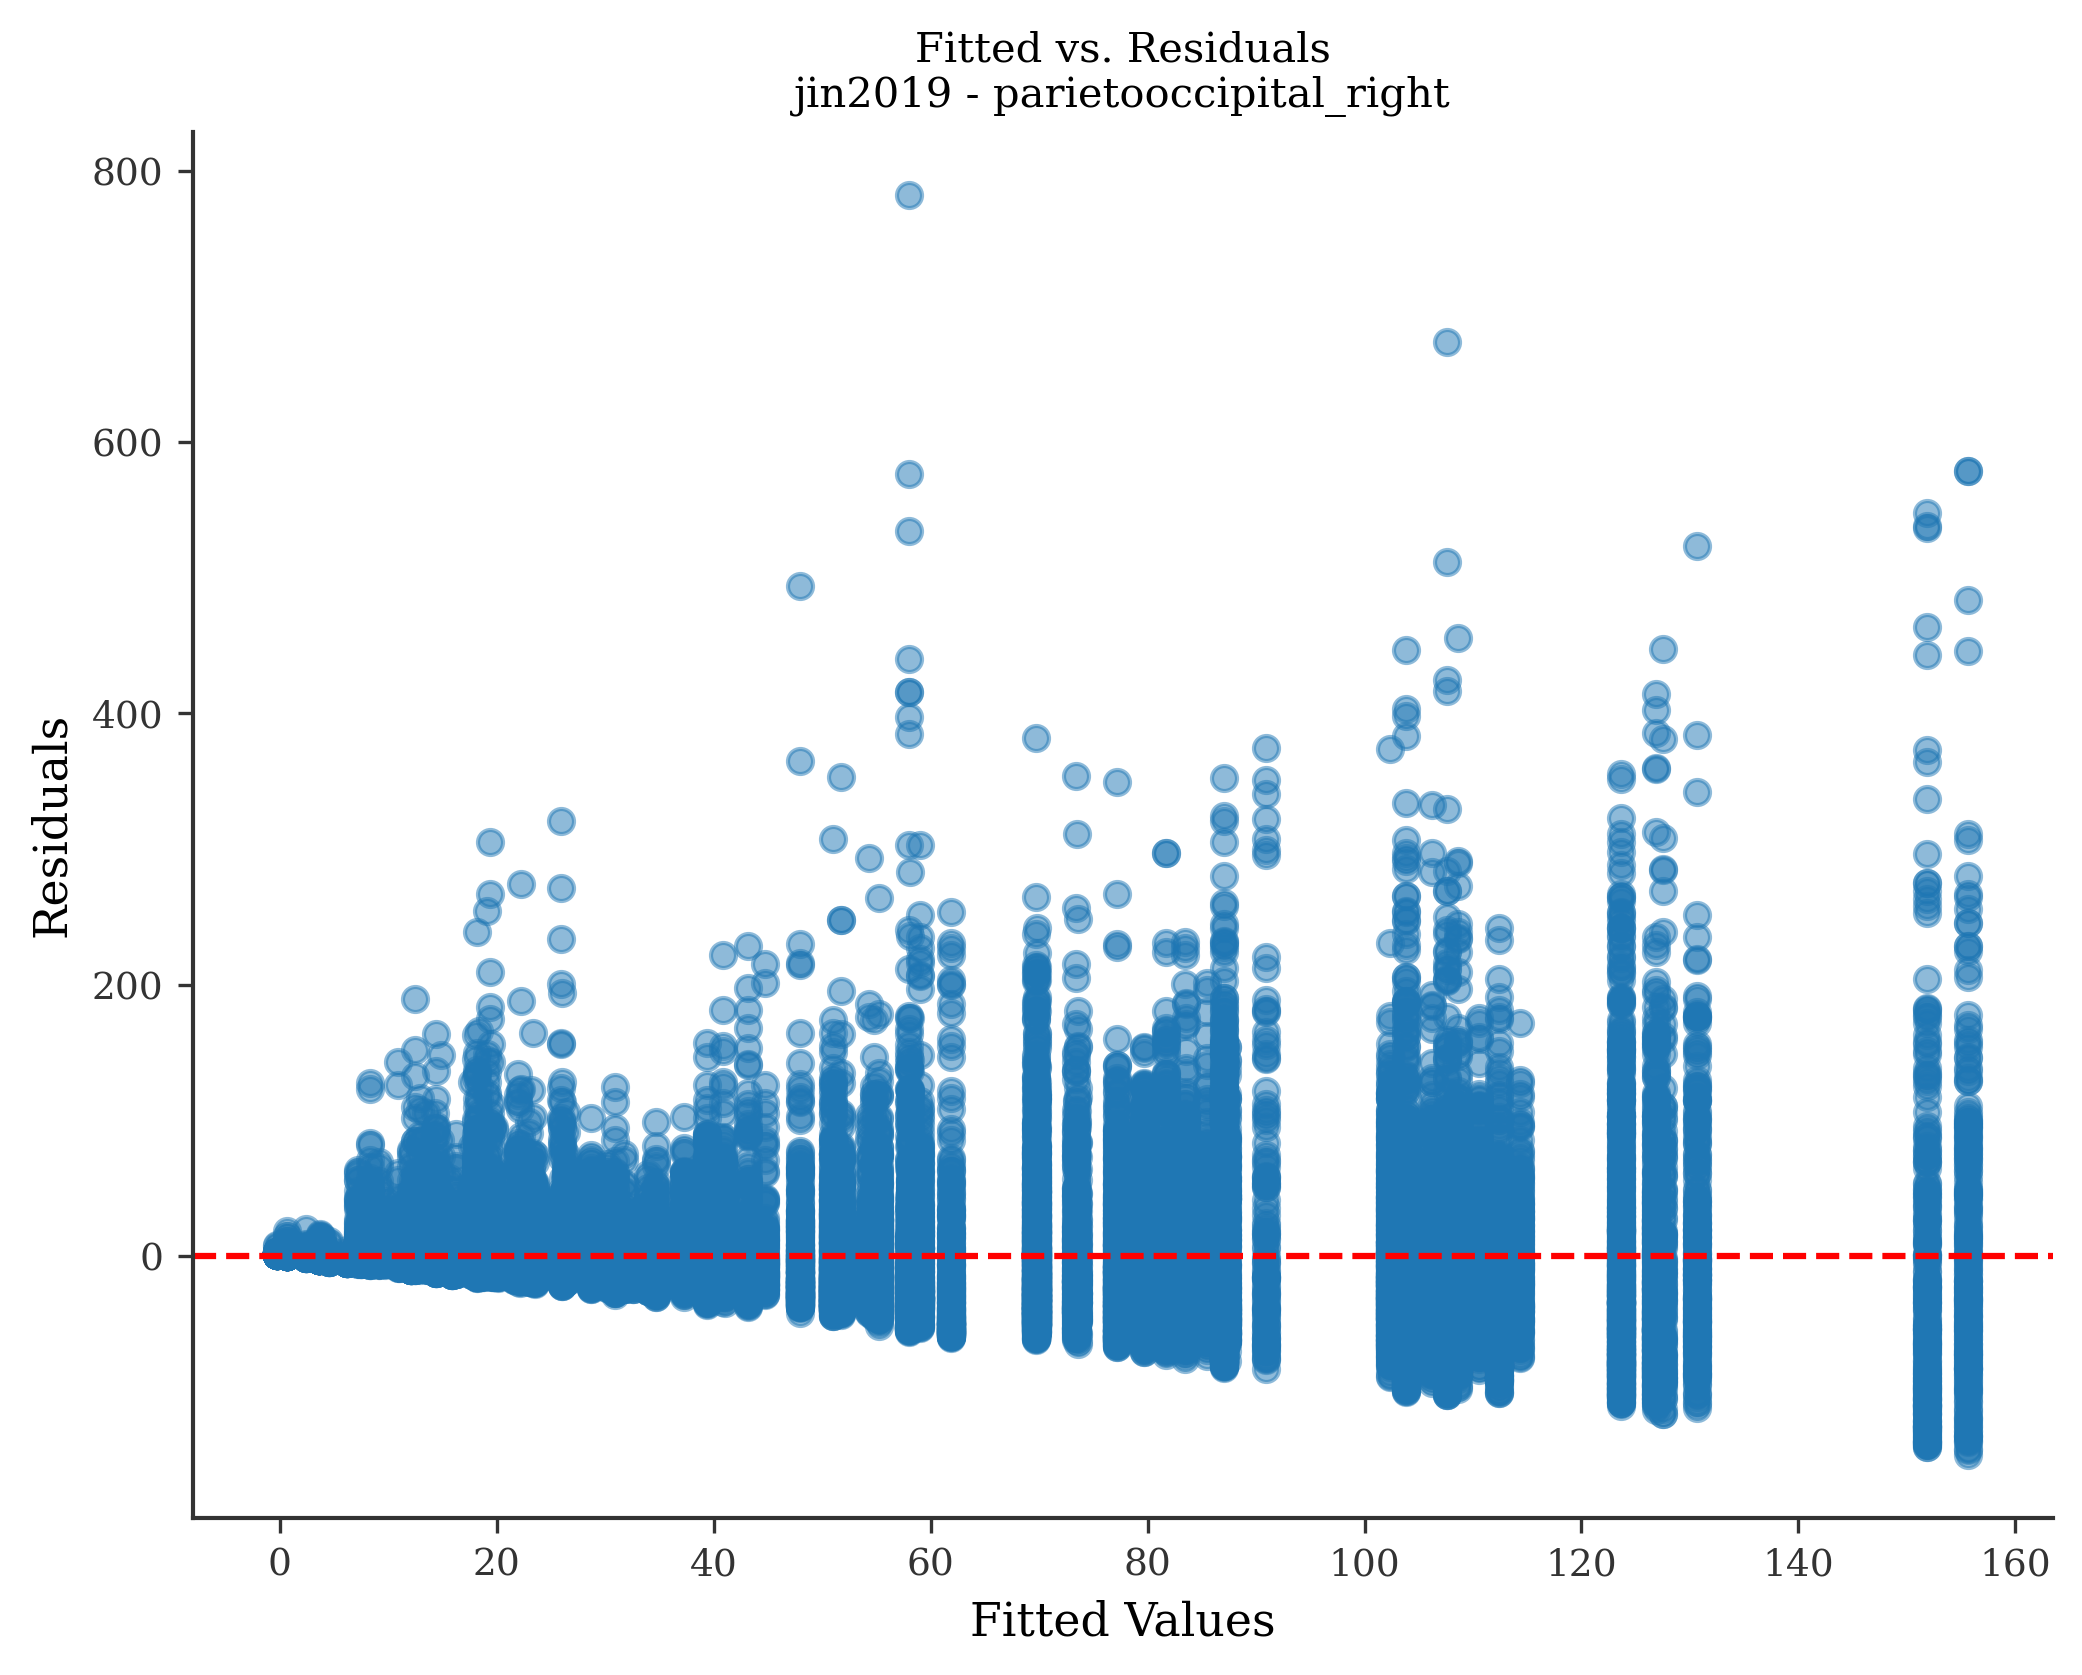 Fitted vs. Residuals
jin2019 - parietooccipital_right
800
600
400
200
0
Residuals
0 20 40 60 80 100 120 140 160
Fitted Values